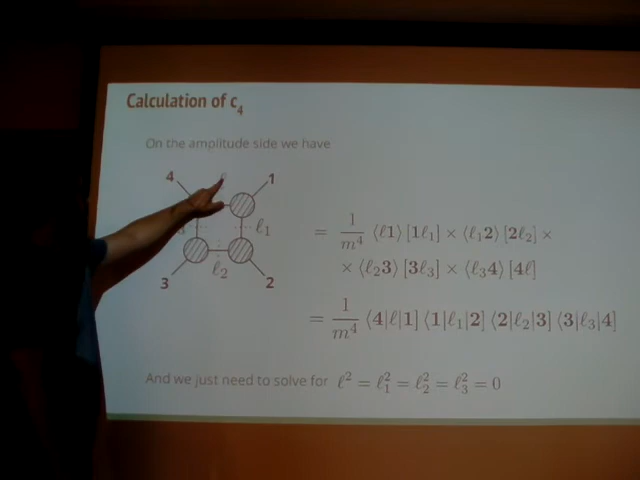 Calculation of c₄
On the amplitude side we have
4 1
ℓ₁
ℓ₂
3 2
= 1/m⁴ ⟨ℓ1⟩ [1ℓ₁] × ⟨ℓ₁2⟩ [2ℓ₂] ×
× ⟨ℓ₂3⟩ [3ℓ₃] × ⟨ℓ₃4⟩ [4ℓ]
= 1/m⁴ ⟨4|ℓ|1] ⟨1|ℓ₁|2] ⟨2|ℓ₂|3] ⟨3|ℓ₃|4]
And we just need to solve for ℓ² = ℓ₁² = ℓ₂² = ℓ₃² = 0